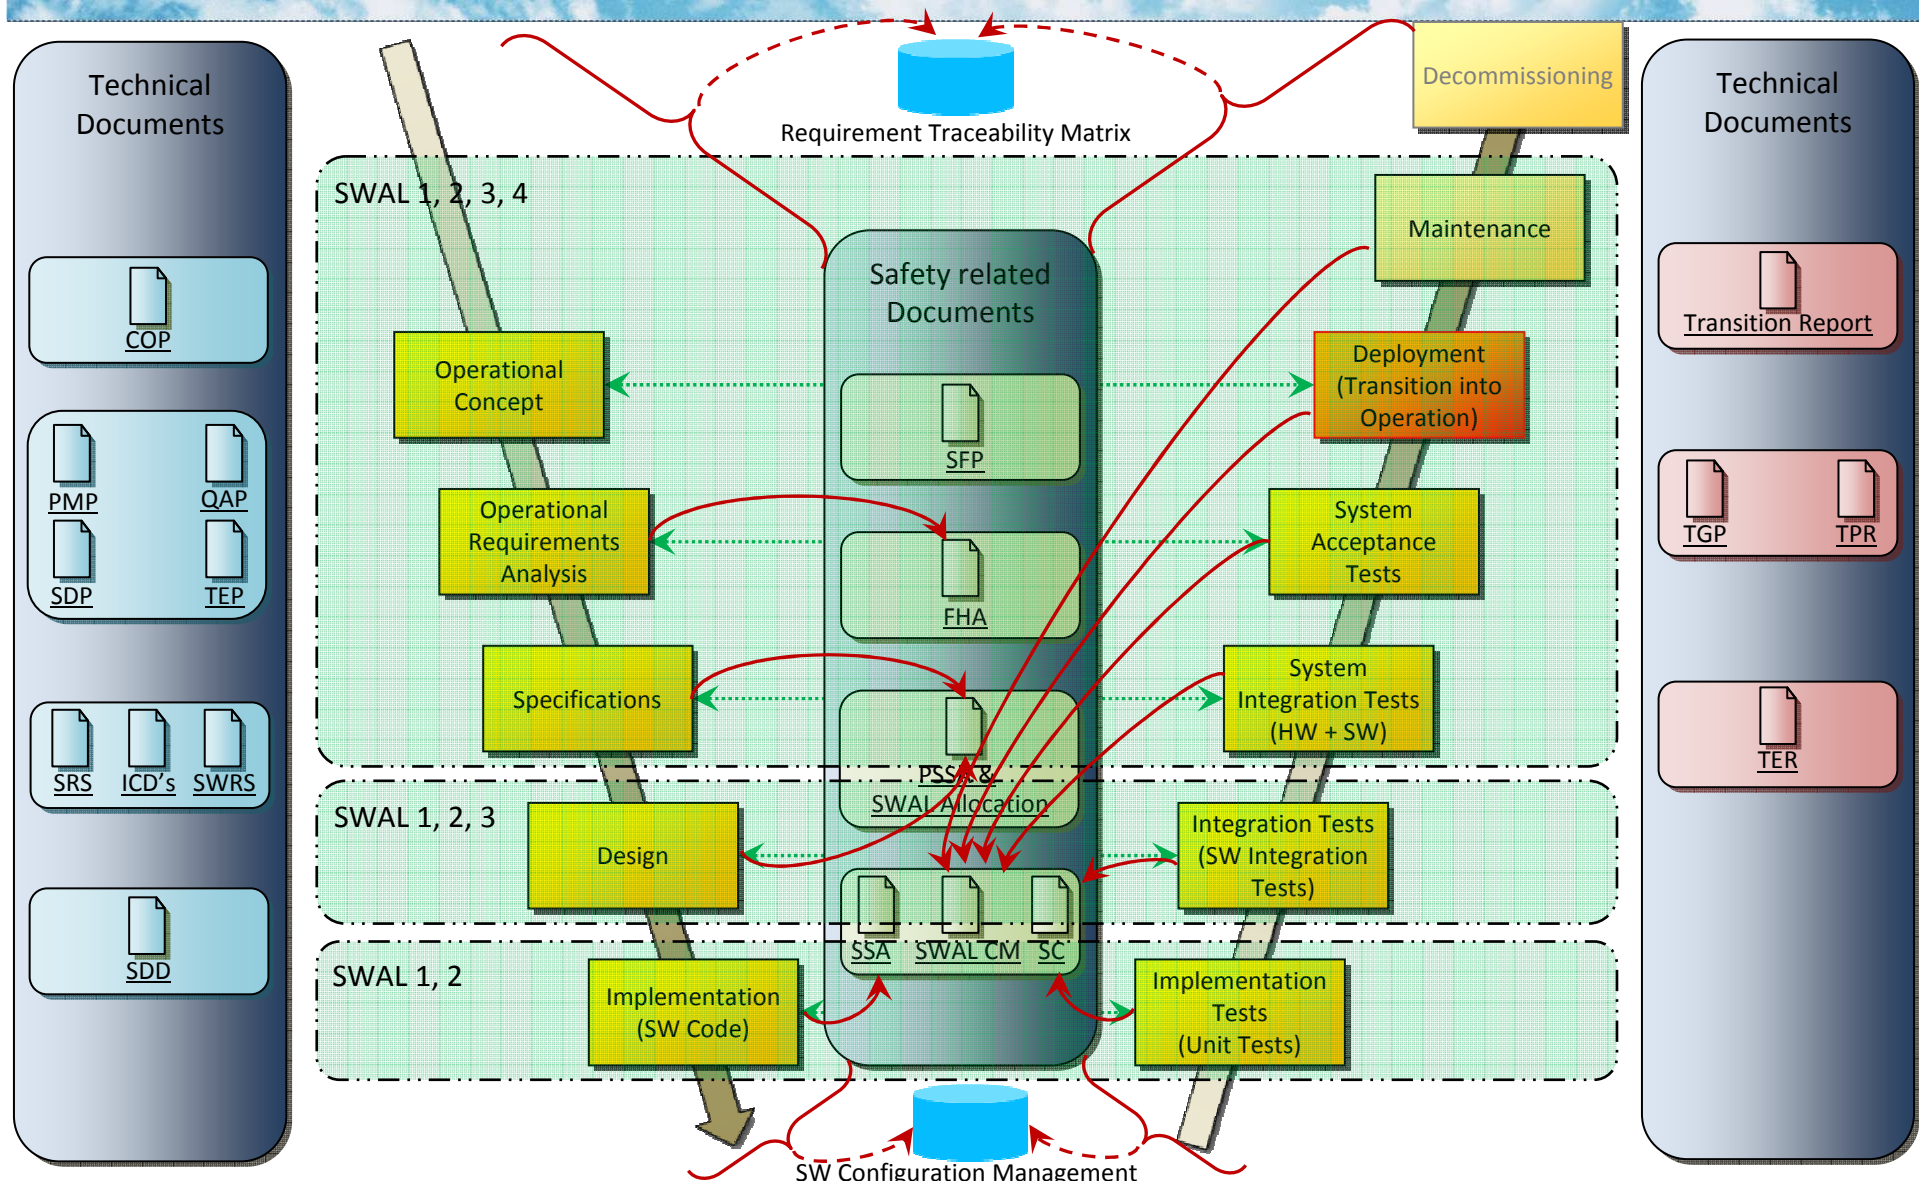 Technical
Documents
COP
PMP
QAP
SDP
TEP
SRS
ICD's
SWRS
SDD
Requirement Traceability Matrix
Decommissioning
SWAL 1, 2, 3, 4
Maintenance
Safety related
Documents
Operational
Concept
SFP
Deployment
(Transition into
Operation)
Operational
Requirements
Analysis
FHA
System
Acceptance
Tests
Specifications
PSSA &
SWAL Allocation
System
Integration Tests
(HW + SW)
SWAL 1, 2, 3
Design
Integration Tests
(SW Integration
Tests)
SSA
SWAL CM
SC
SWAL 1, 2
Implementation
(SW Code)
Implementation
Tests
(Unit Tests)
SW Configuration Management
Technical
Documents
Transition Report
TGP
TPR
TER